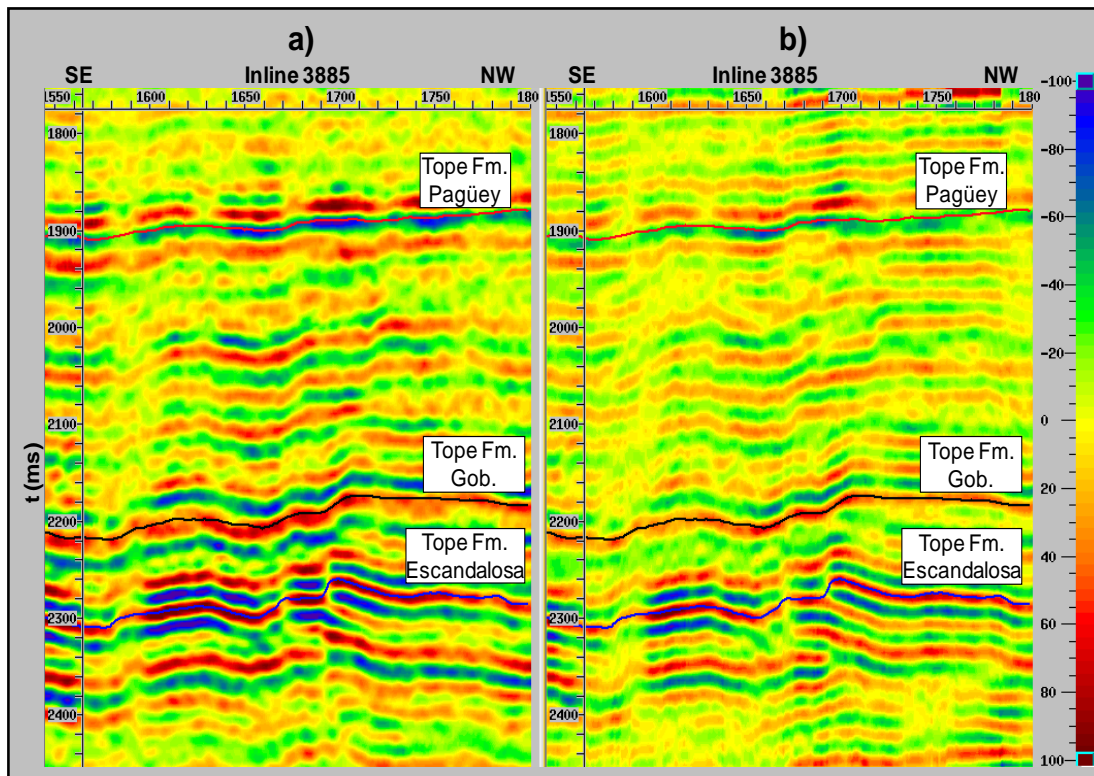 a)
b)
SE Inline 3885 NW
SE Inline 3885 NW
1550 1600 1650 1700 1750 180
1550 1600 1650 1700 1750 180
t (ms)
1800
1900
2000
2100
2200
2300
2400
Tope Fm.
Pagüey
Tope Fm.
Gob.
Tope Fm.
Escandalosa
1800
1900
2000
2100
2200
2300
2400
Tope Fm.
Pagüey
Tope Fm.
Gob.
Tope Fm.
Escandalosa
-100
-80
-60
-40
-20
0
20
40
60
80
100